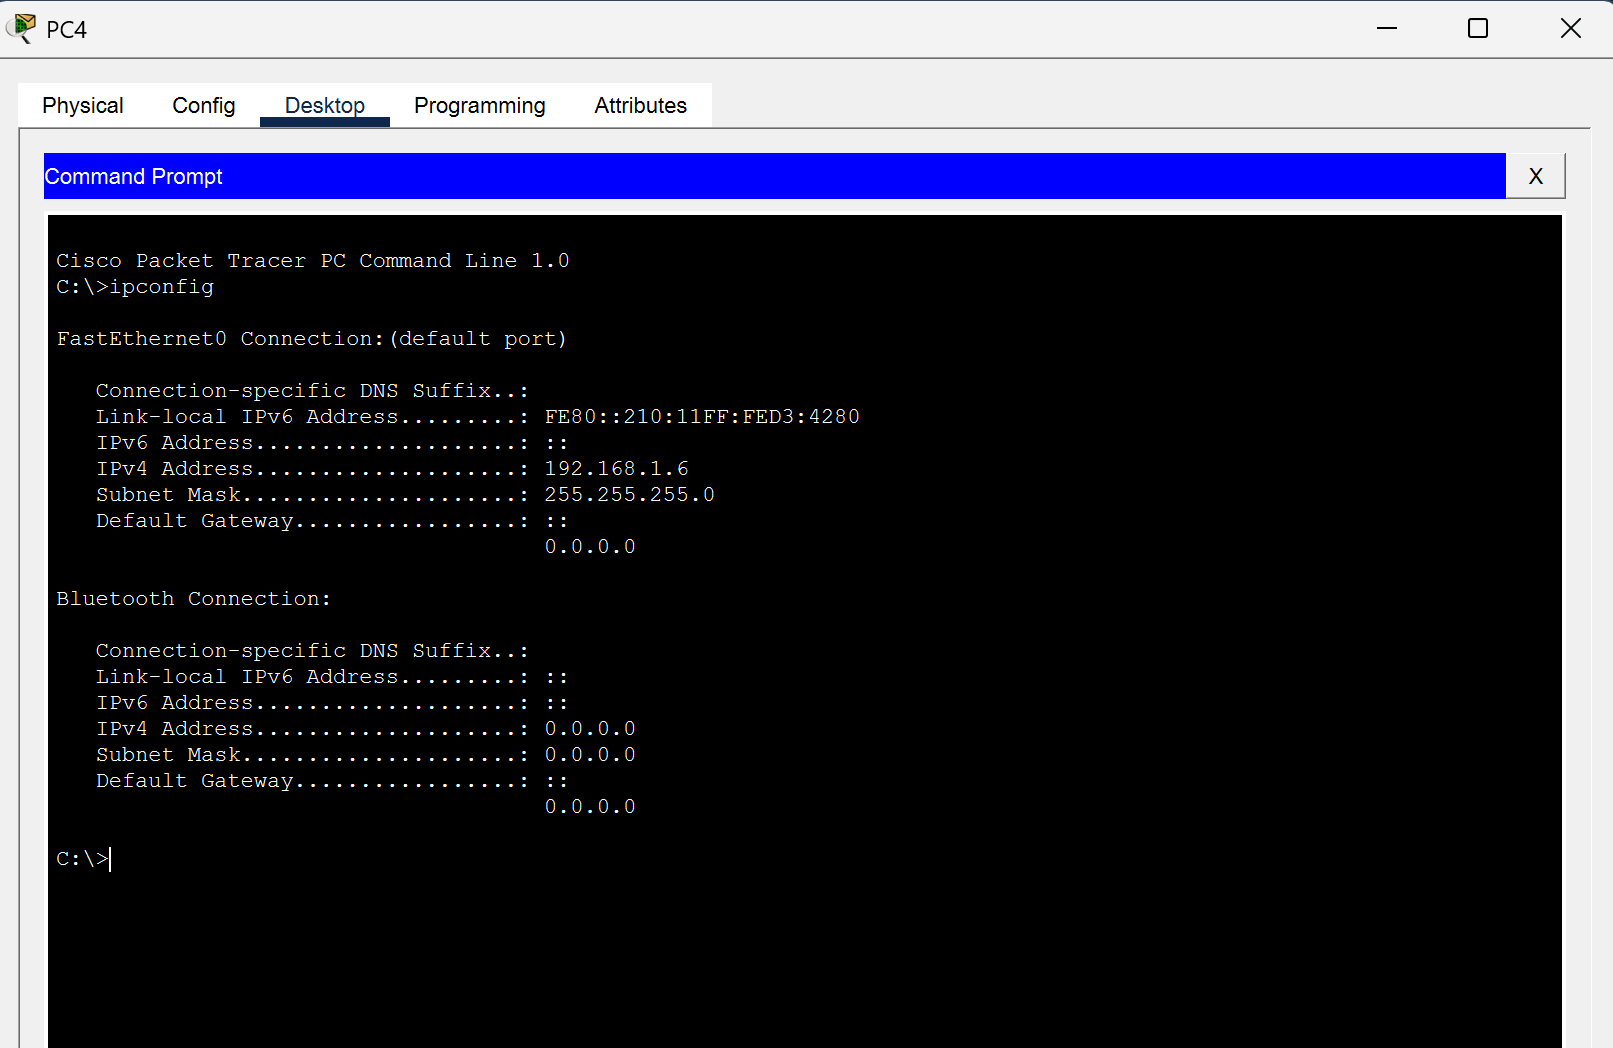 PC4
Physical Config Desktop Programming Attributes
Command Prompt X
Cisco Packet Tracer PC Command Line 1.0
C:\>ipconfig
FastEthernet0 Connection:(default port)
Connection-specific DNS Suffix..:
Link-local IPv6 Address.........: FE80::210:11FF:FED3:4280
IPv6 Address....................: ::
IPv4 Address....................: 192.168.1.6
Subnet Mask.....................: 255.255.255.0
Default Gateway.................: ::
0.0.0.0
Bluetooth Connection:
Connection-specific DNS Suffix..:
Link-local IPv6 Address.........: ::
IPv6 Address....................: ::
IPv4 Address....................: 0.0.0.0
Subnet Mask.....................: 0.0.0.0
Default Gateway.................: ::
0.0.0.0
C:\>